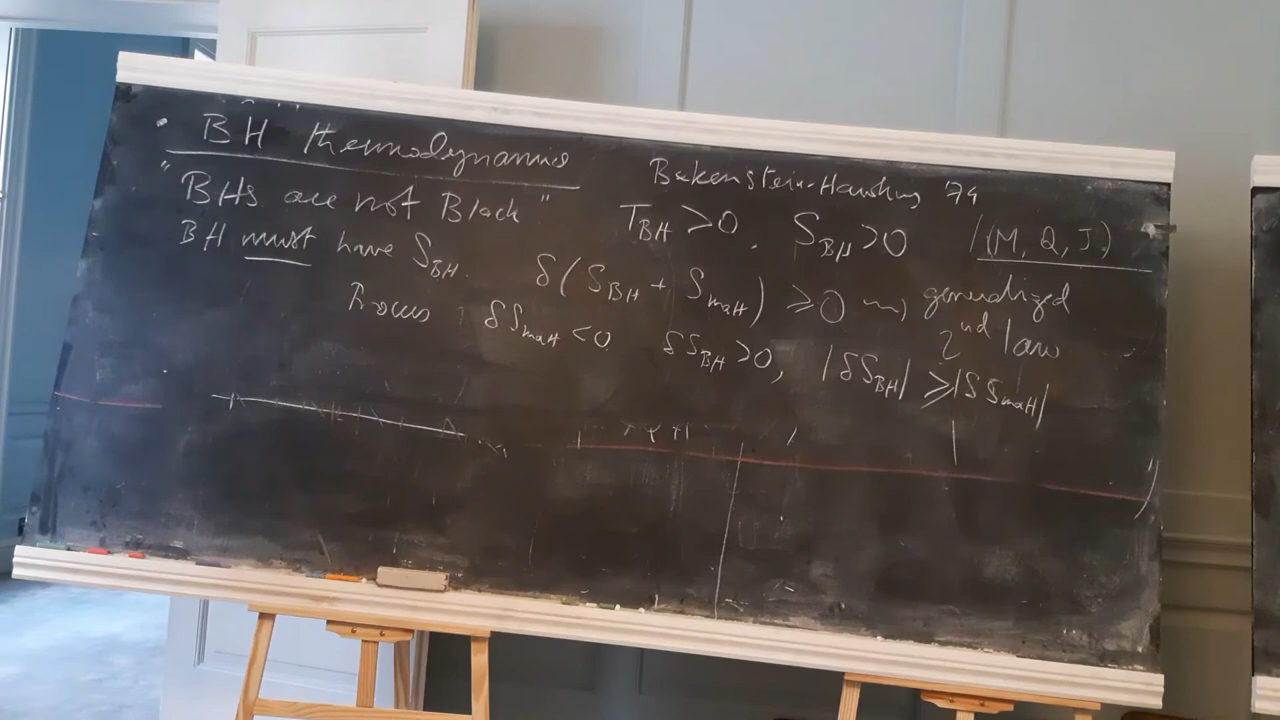 • BH thermodynamics
Bekenstein-Hawking '74
"BHs are not Black"
T_BH > 0, S_BH > 0 (M, Q, J)
BH must have S_BH. δ(S_BH + S_matt) ≥ 0 ⇝ generalized 2nd law
Process: δS_matt < 0 δS_BH > 0, |δS_BH| ≥ |δS_matt|